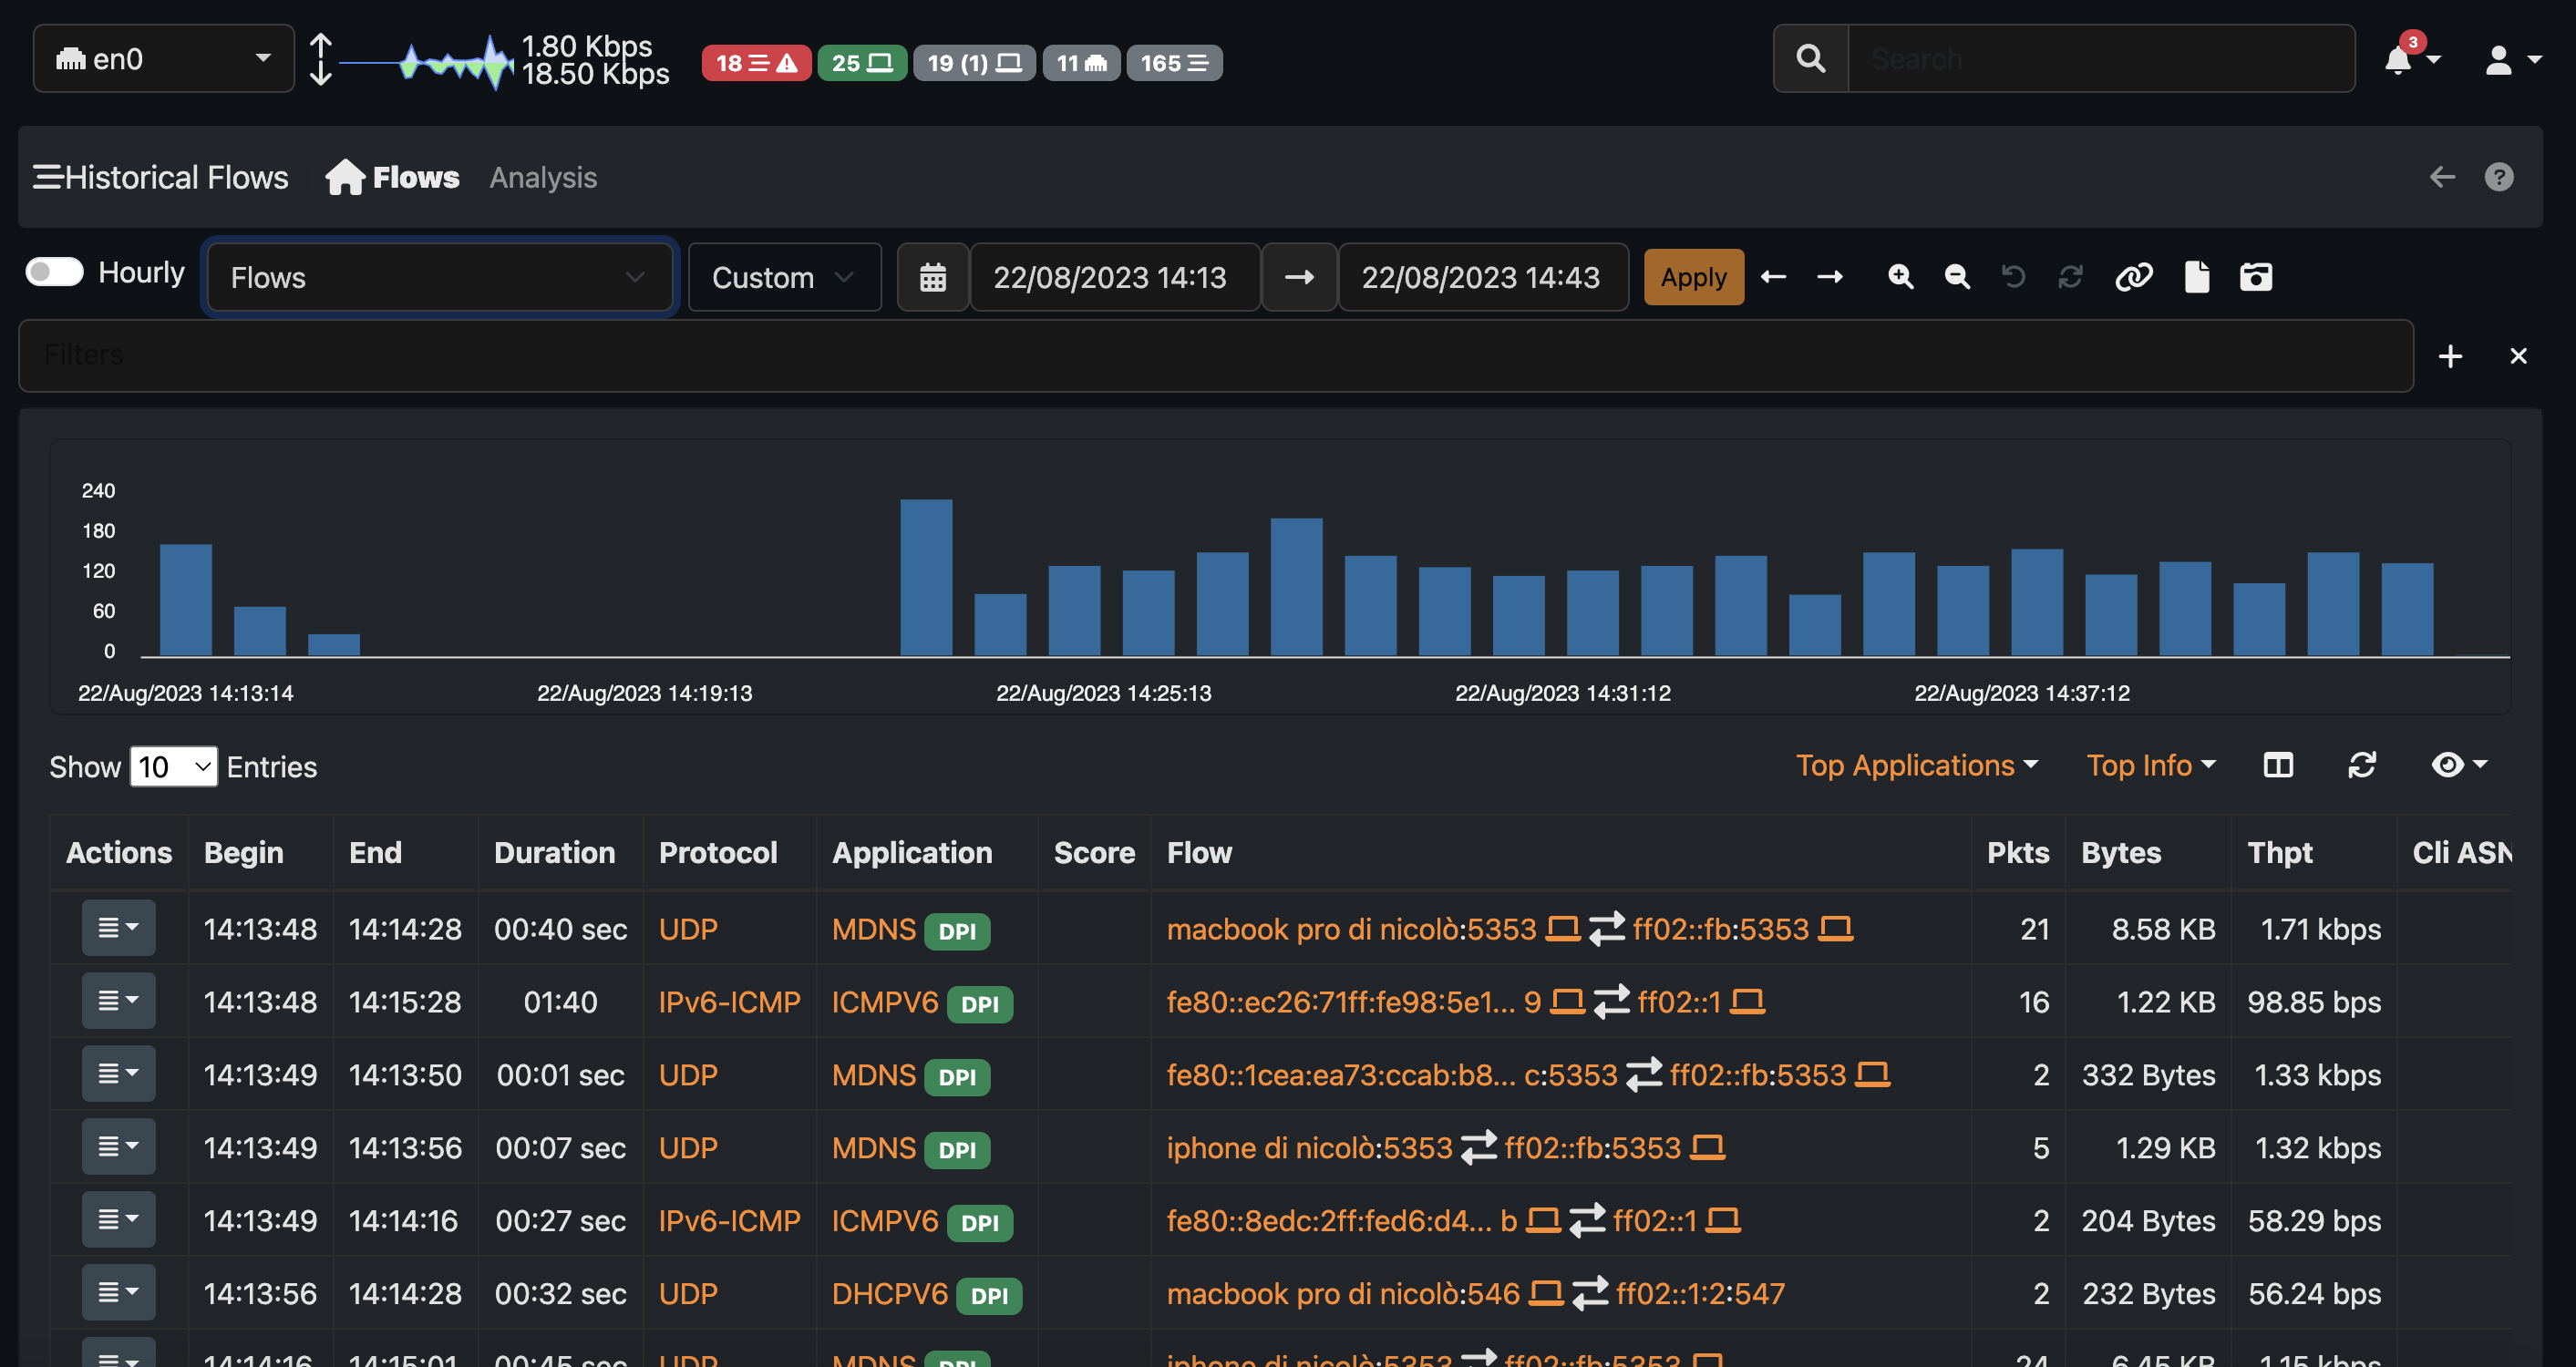 en0
1.80 Kbps
18.50 Kbps
18 25 19 (1) 11 165
Search
3
Historical Flows Flows Analysis
Hourly Flows Custom 22/08/2023 14:13 22/08/2023 14:43 Apply
Filters
240
180
120
60
0
22/Aug/2023 14:13:14 22/Aug/2023 14:19:13 22/Aug/2023 14:25:13 22/Aug/2023 14:31:12 22/Aug/2023 14:37:12
Show 10 Entries Top Applications Top Info
Actions Begin End Duration Protocol Application Score Flow Pkts Bytes Thpt Cli ASN
14:13:48 14:14:28 00:40 sec UDP MDNS DPI macbook pro di nicolò:5353 ff02::fb:5353 21 8.58 KB 1.71 kbps
14:13:48 14:15:28 01:40 IPv6-ICMP ICMPV6 DPI fe80::ec26:71ff:fe98:5e1... 9 ff02::1 16 1.22 KB 98.85 bps
14:13:49 14:13:50 00:01 sec UDP MDNS DPI fe80::1cea:ea73:ccab:b8... c:5353 ff02::fb:5353 2 332 Bytes 1.33 kbps
14:13:49 14:13:56 00:07 sec UDP MDNS DPI iphone di nicolò:5353 ff02::fb:5353 5 1.29 KB 1.32 kbps
14:13:49 14:14:16 00:27 sec IPv6-ICMP ICMPV6 DPI fe80::8edc:2ff:fed6:d4... b ff02::1 2 204 Bytes 58.29 bps
14:13:56 14:14:28 00:32 sec UDP DHCPV6 DPI macbook pro di nicolò:546 ff02::1:2:547 2 232 Bytes 56.24 bps
14:14:16 14:15:01 00:45 sec UDP MDNS DPI iphone di nicolò:5353 ff02::fb:5353 24 6.45 KB 1.15 kbps